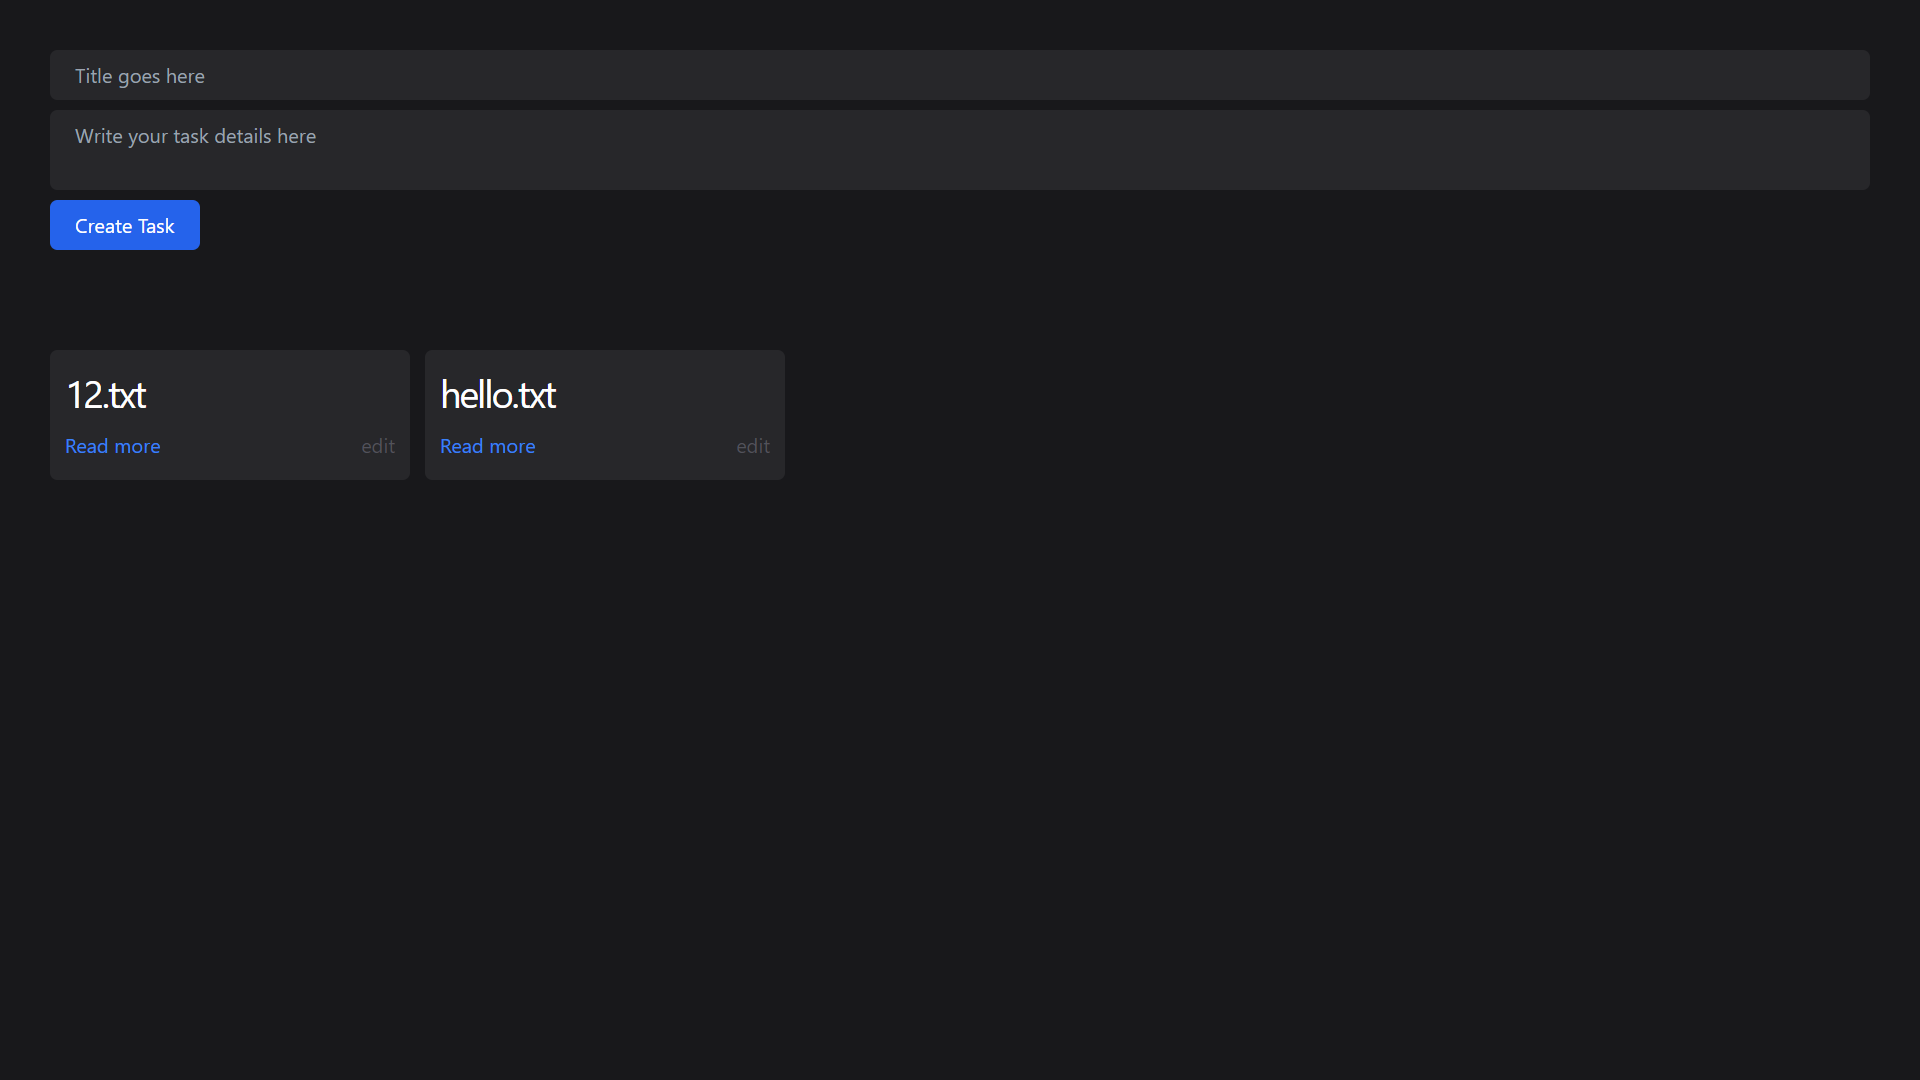 Title goes here
Write your task details here
Create Task
12.txt
Read more
edit
hello.txt
Read more
edit